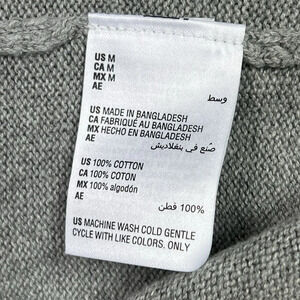 US M
CA M
MX M
AE
وسط
US MADE IN BANGLADESH
CA FABRIQUÉ AU BANGLADESH
MX HECHO EN BANGLADESH
AE
صُنع في بنغلاديش
US 100% COTTON
CA 100% COTON
MX 100% algodón
AE
100% قطن
US MACHINE WASH COLD GENTLE
CYCLE WITH LIKE COLORS. ONLY